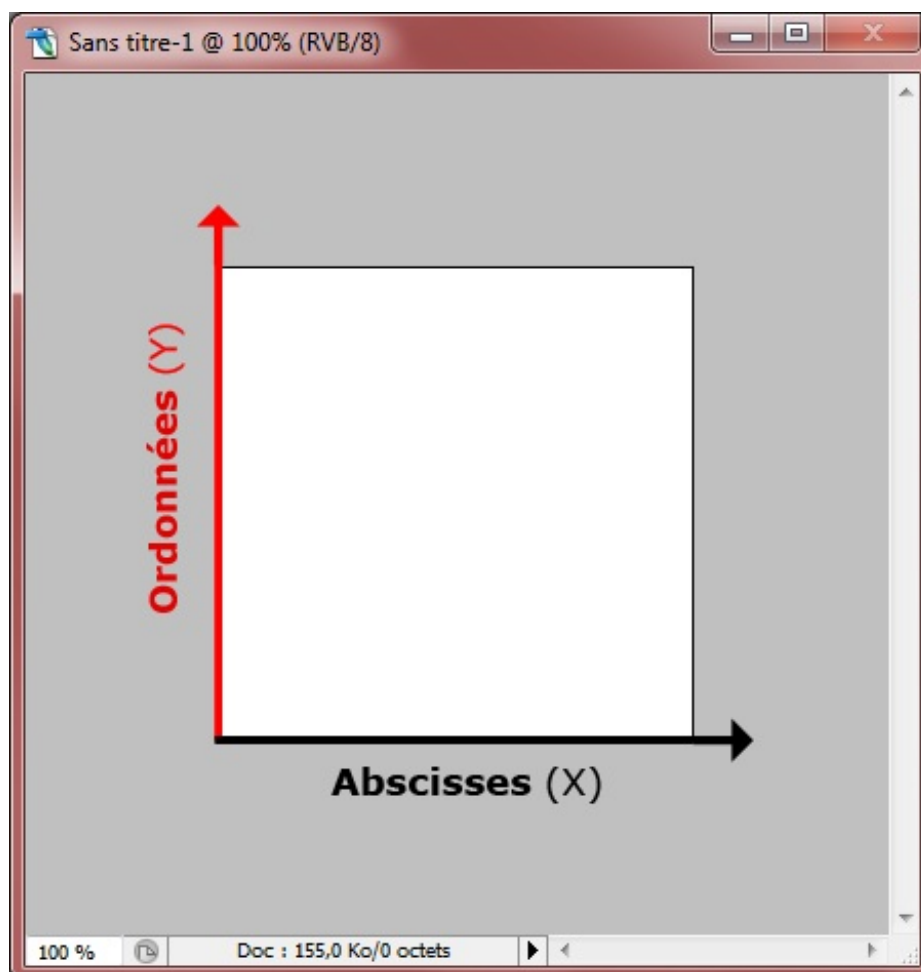 Sans titre-1 @ 100% (RVB/8)
Ordonnées (Y)
Abscisses (X)
100 %
Doc : 155,0 Ko/0 octets